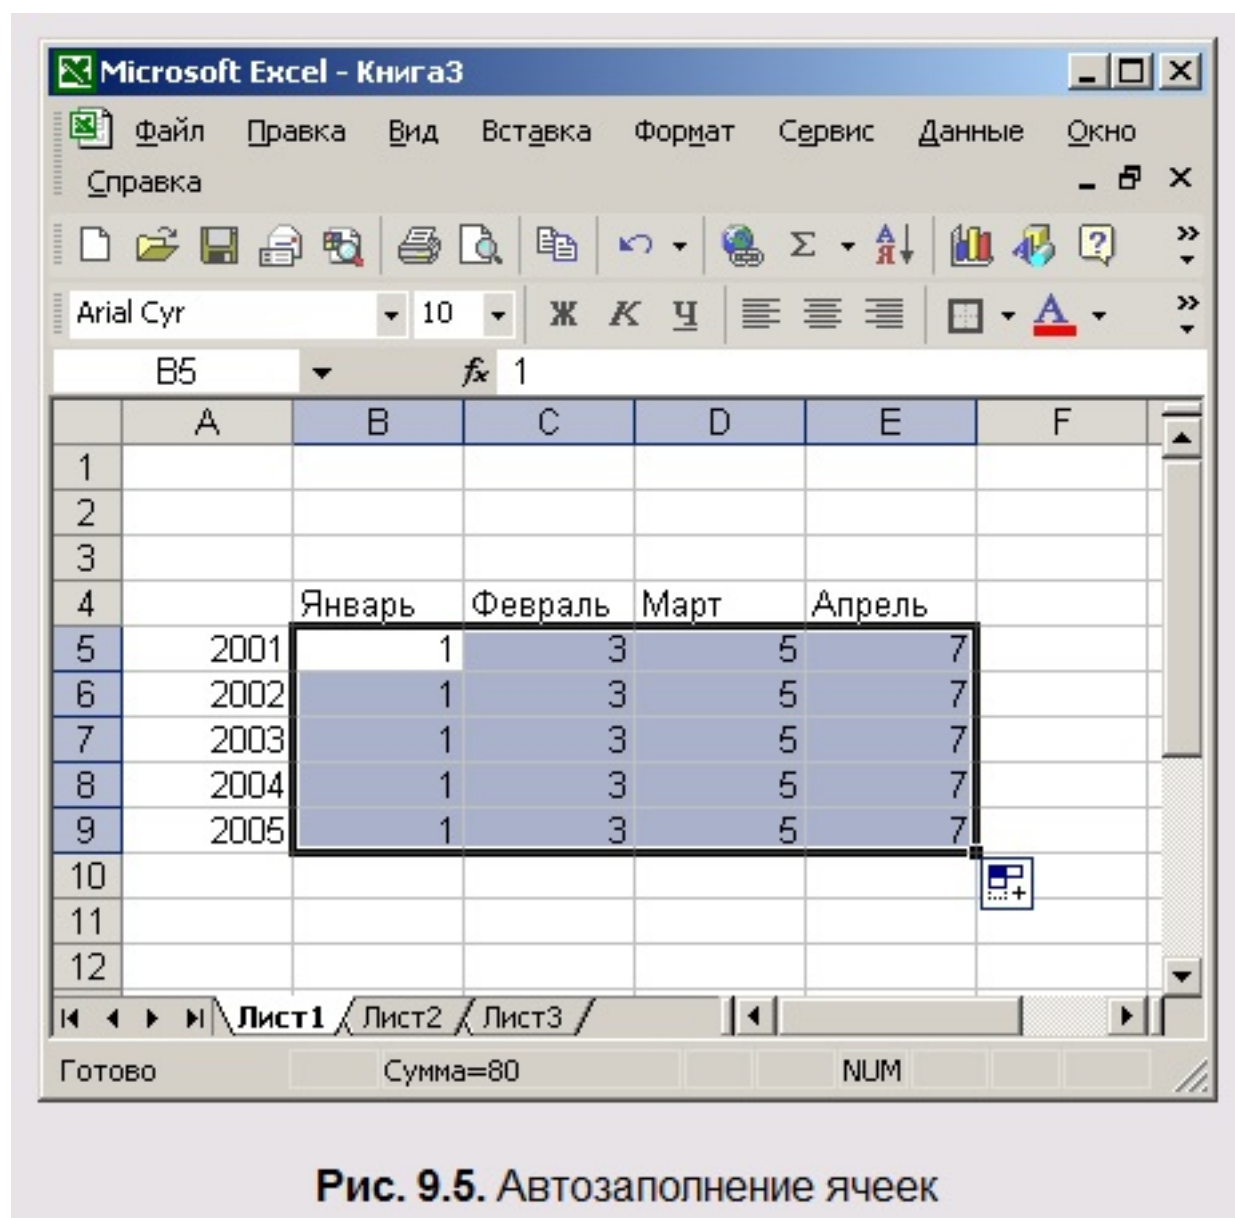 Microsoft Excel - Книга3
Файл Правка Вид Вставка Формат Сервис Данные Окно
Справка
Arial Cyr 10 Ж К Ч
B5 fx 1
A B C D E F
1
2
3
4 Январь Февраль Март Апрель
5 2001 1 3 5 7
6 2002 1 3 5 7
7 2003 1 3 5 7
8 2004 1 3 5 7
9 2005 1 3 5 7
10
11
12
Лист1 Лист2 Лист3
Готово Сумма=80 NUM
Рис. 9.5. Автозаполнение ячеек